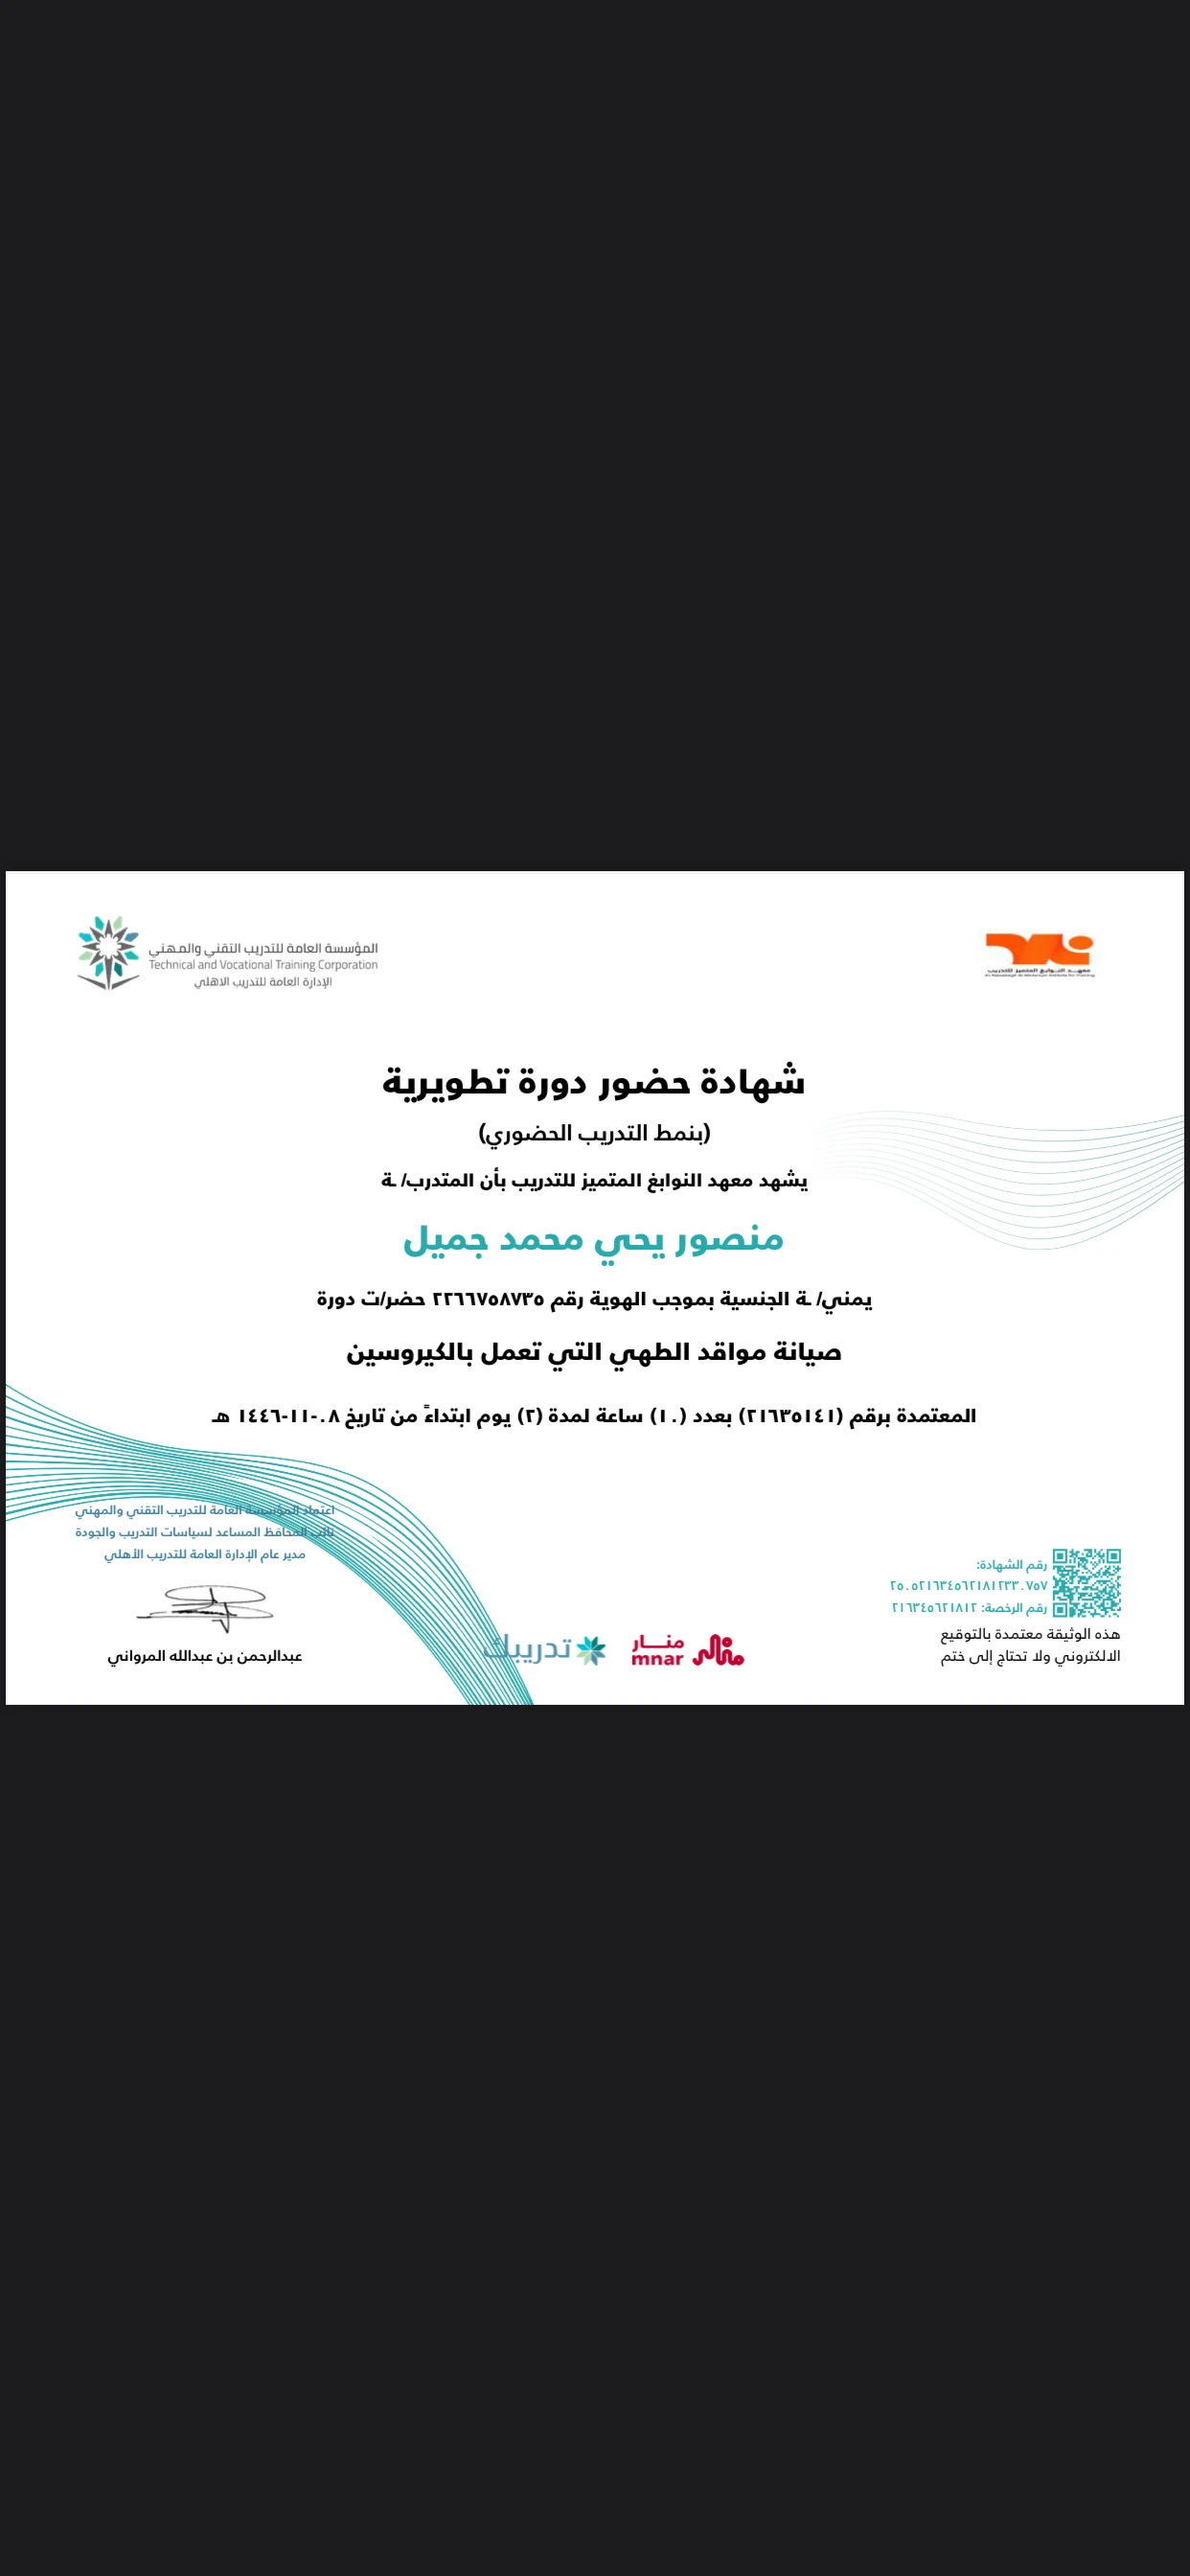 المؤسسة العامة للتدريب التقني والمهني
Technical and Vocational Training Corporation
الإدارة العامة للتدريب الاهلي
معهد النوابغ المتميز للتدريب
شهادة حضور دورة تطويرية
(بنمط التدريب الحضوري)
يشهد معهد النوابغ المتميز للتدريب بأن المتدرب/ ـة
منصور يحي محمد جميل
يمني/ ـة الجنسية بموجب الهوية رقم ٢٢٦٦٧٥٨٧٣٥ حضر/ت دورة
صيانة مواقد الطهي التي تعمل بالكيروسين
المعتمدة برقم (٢١٦٣٥١٤١) بعدد (١٠) ساعة لمدة (٢) يوم ابتداءً من تاريخ ٠٨-١١-١٤٤٦ هـ
اعتماد المؤسسة العامة للتدريب التقني والمهني
نائب المحافظ المساعد لسياسات التدريب والجودة
مدير عام الإدارة العامة للتدريب الأهلي
عبدالرحمن بن عبدالله المرواني
تدريبك
منار
mnar
رقم الشهادة:
٢٥٠٥٢١٦٣٤٥٦٢١٨١٢٣٣٠٧٥٧
رقم الرخصة: ٢١٦٣٤٥٦٢١٨١٢
هذه الوثيقة معتمدة بالتوقيع
الالكتروني ولا تحتاج إلى ختم